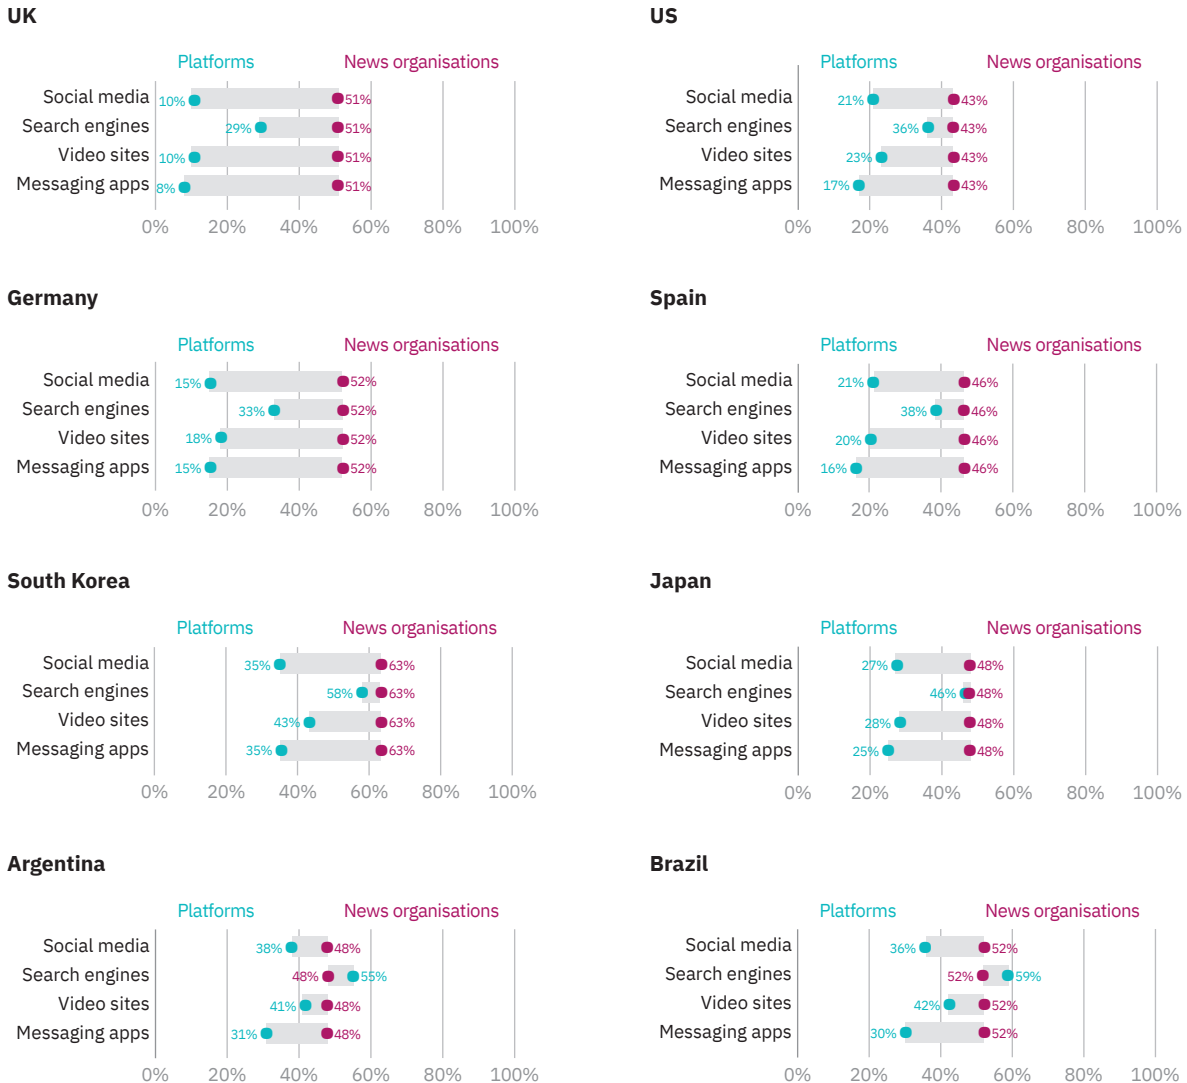 UK
Platforms News organisations
Social media 10% 51%
Search engines 29% 51%
Video sites 10% 51%
Messaging apps 8% 51%
0% 20% 40% 60% 80% 100%
US
Platforms News organisations
Social media 21% 43%
Search engines 36% 43%
Video sites 23% 43%
Messaging apps 17% 43%
0% 20% 40% 60% 80% 100%
Germany
Platforms News organisations
Social media 15% 52%
Search engines 33% 52%
Video sites 18% 52%
Messaging apps 15% 52%
0% 20% 40% 60% 80% 100%
Spain
Platforms News organisations
Social media 21% 46%
Search engines 38% 46%
Video sites 20% 46%
Messaging apps 16% 46%
0% 20% 40% 60% 80% 100%
South Korea
Platforms News organisations
Social media 35% 63%
Search engines 58% 63%
Video sites 43% 63%
Messaging apps 35% 63%
0% 20% 40% 60% 80% 100%
Japan
Platforms News organisations
Social media 27% 48%
Search engines 46% 48%
Video sites 28% 48%
Messaging apps 25% 48%
0% 20% 40% 60% 80% 100%
Argentina
Platforms News organisations
Social media 38% 48%
Search engines 48% 55%
Video sites 41% 48%
Messaging apps 31% 48%
0% 20% 40% 60% 80% 100%
Brazil
Platforms News organisations
Social media 36% 52%
Search engines 52% 59%
Video sites 42% 52%
Messaging apps 30% 52%
0% 20% 40% 60% 80% 100%